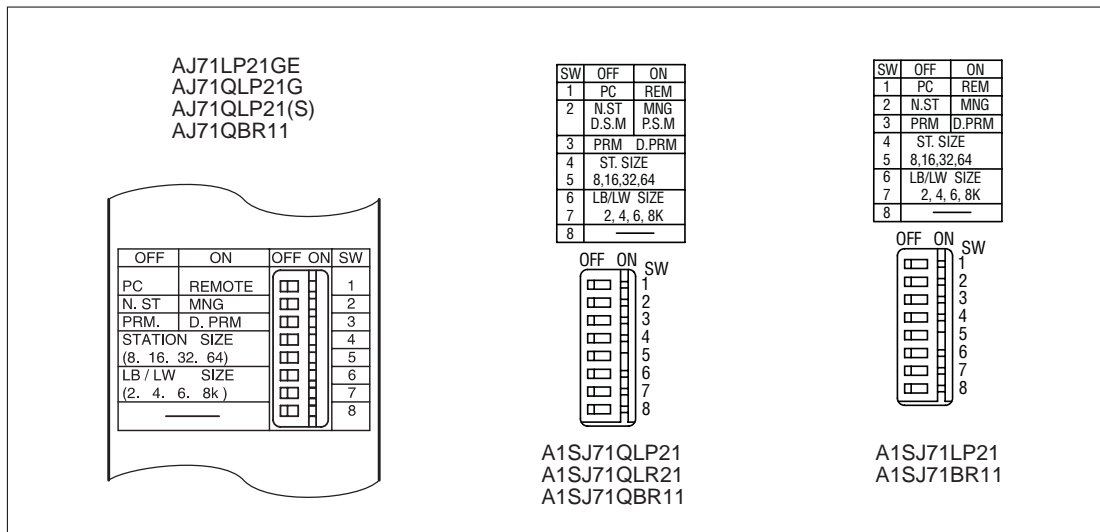 AJ71LP21GE
AJ71QLP21G
AJ71QLP21(S)
AJ71QBR11
OFF ON OFF ON SW
PC REMOTE 1
N. ST MNG 2
PRM. D. PRM 3
STATION SIZE 4
(8. 16. 32. 64) 5
LB / LW SIZE 6
(2. 4. 6. 8k ) 7
8
SW OFF ON
1 PC REM
2 N.ST MNG
D.S.M P.S.M
3 PRM D.PRM
4 ST. SIZE
5 8,16,32,64
6 LB/LW SIZE
7 2, 4, 6, 8K
8
OFF ON SW
1
2
3
4
5
6
7
8
A1SJ71QLP21
A1SJ71QLR21
A1SJ71QBR11
SW OFF ON
1 PC REM
2 N.ST MNG
3 PRM D.PRM
4 ST. SIZE
5 8,16,32,64
6 LB/LW SIZE
7 2, 4, 6, 8K
8
OFF ON SW
1
2
3
4
5
6
7
8
A1SJ71LP21
A1SJ71BR11